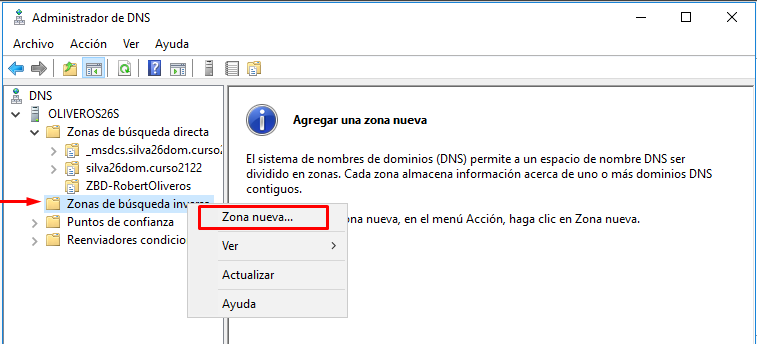 Administrador de DNS
Archivo Acción Ver Ayuda
DNS
OLIVEROS26S
Zonas de búsqueda directa
_msdcs.silva26dom.curso2
silva26dom.curso2122
ZBD-RobertOliveros
Zonas de búsqueda inversa
Puntos de confianza
Reenviadores condicio
Zona nueva...
Ver
Actualizar
Ayuda
Agregar una zona nueva
El sistema de nombres de dominios (DNS) permite a un espacio de nombre DNS ser
dividido en zonas. Cada zona almacena información acerca de uno o más dominios DNS
contiguos.
ona nueva, en el menú Acción, haga clic en Zona nueva.